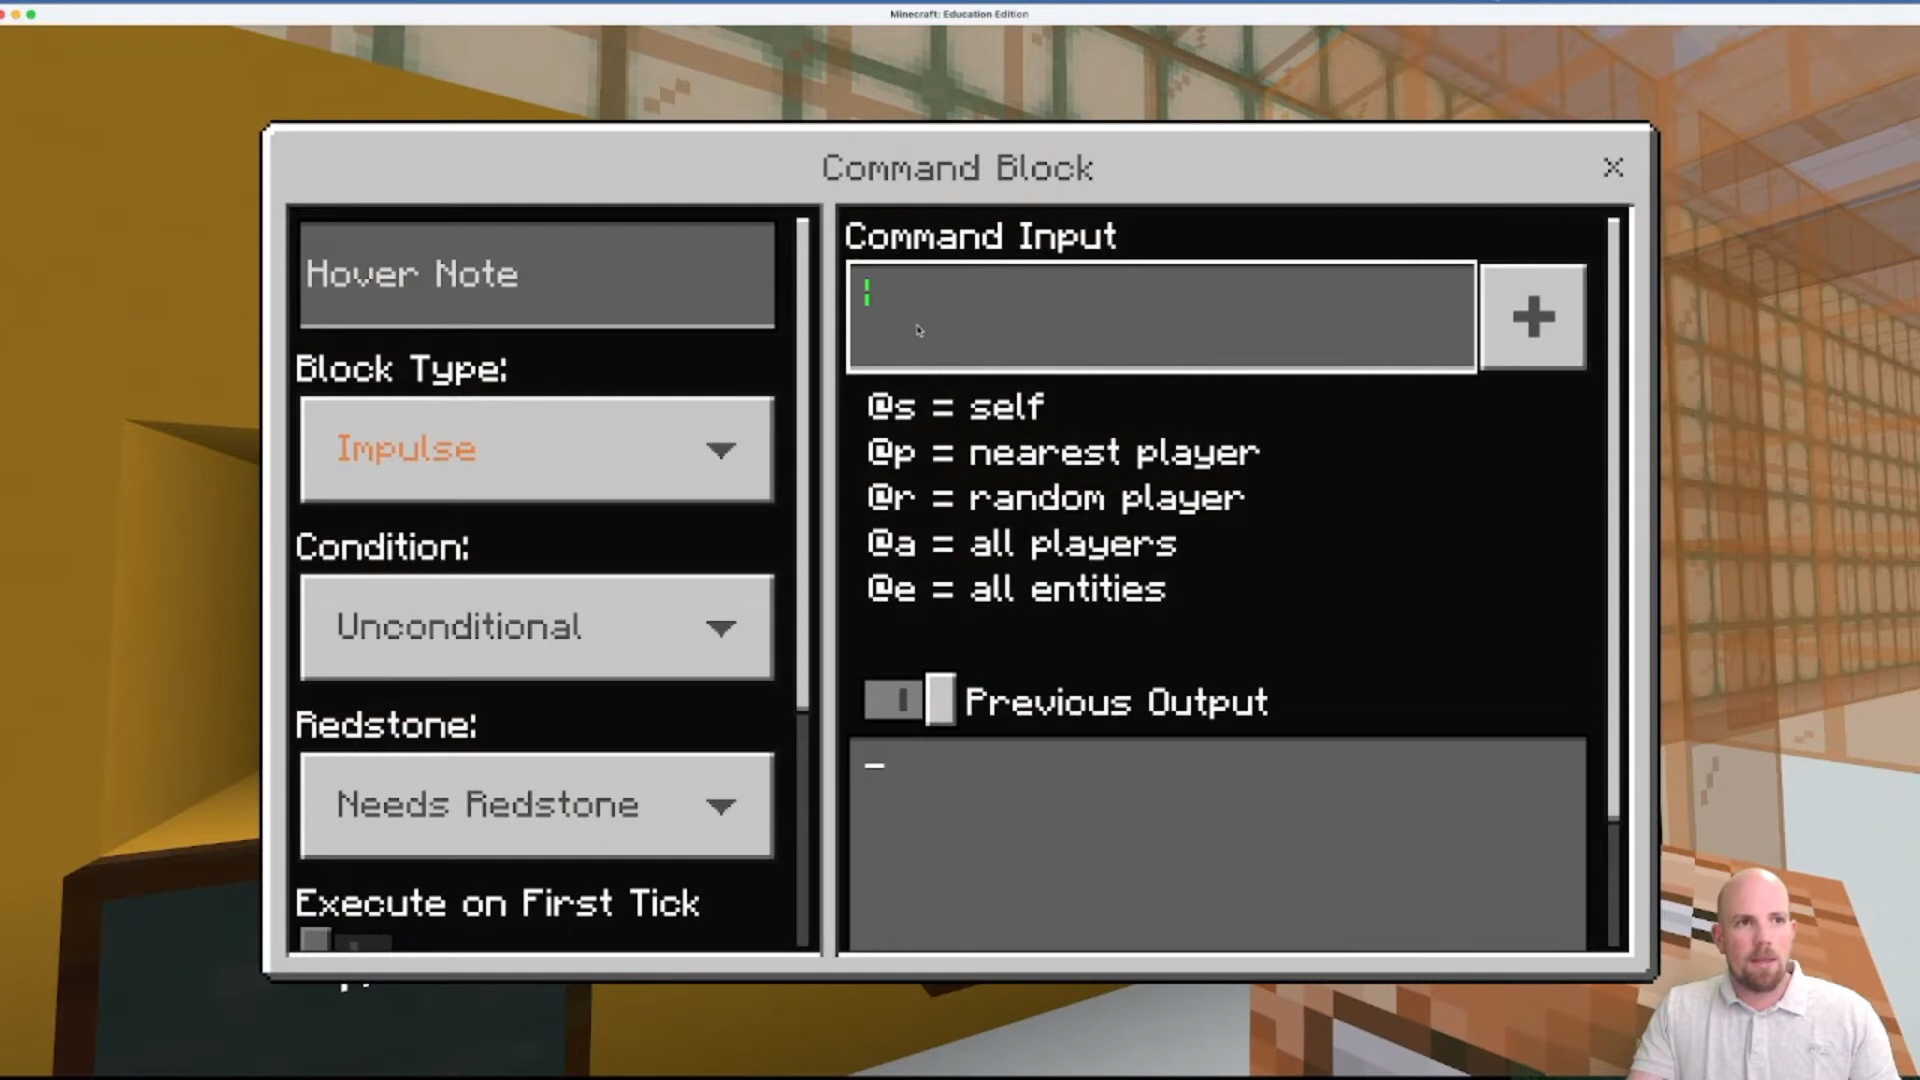 Minecraft: Education Edition
Command Block
Hover Note
Block Type:
Impulse
Condition:
Unconditional
Redstone:
Needs Redstone
Execute on First Tick
Command Input
@s = self
@p = nearest player
@r = random player
@a = all players
@e = all entities
Previous Output
-